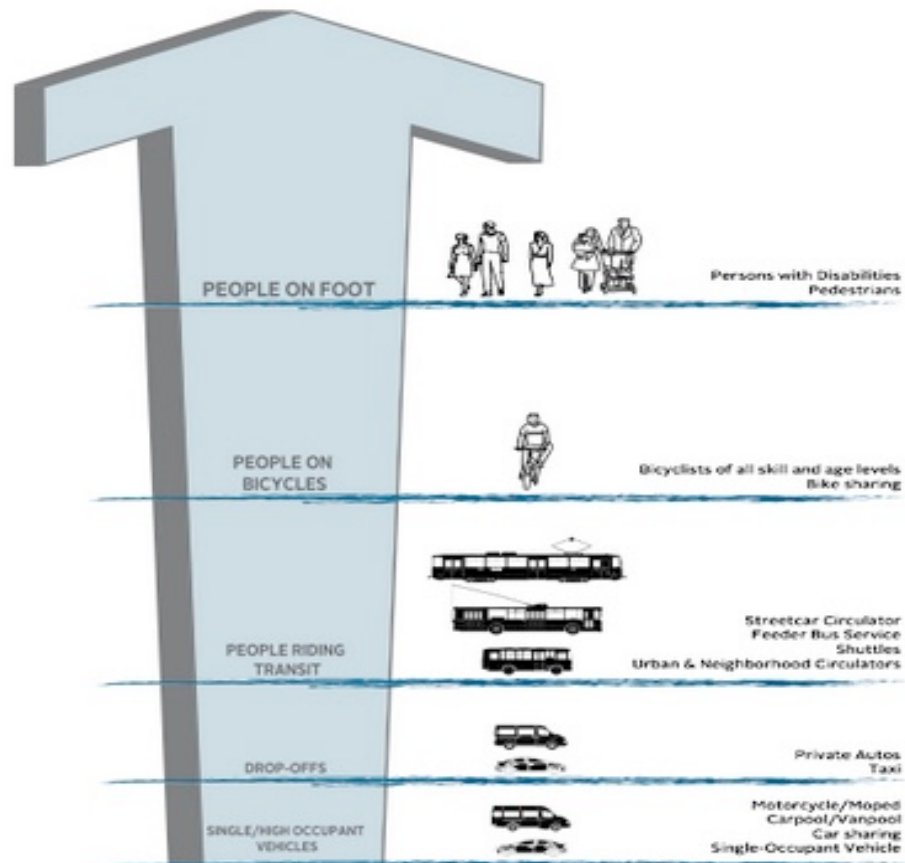 PEOPLE ON FOOT
Persons with Disabilities
Pedestrians
PEOPLE ON
BICYCLES
Bicyclists of all skill and age levels
Bike sharing
PEOPLE RIDING
TRANSIT
Streetcar Circulator
Feeder Bus Service
Shuttles
Urban & Neighborhood Circulators
DROP-OFFS
Private Autos
Taxi
SINGLE/HIGH OCCUPANT
VEHICLES
Motorcycle/Moped
Carpool/Vanpool
Car sharing
Single-Occupant Vehicle